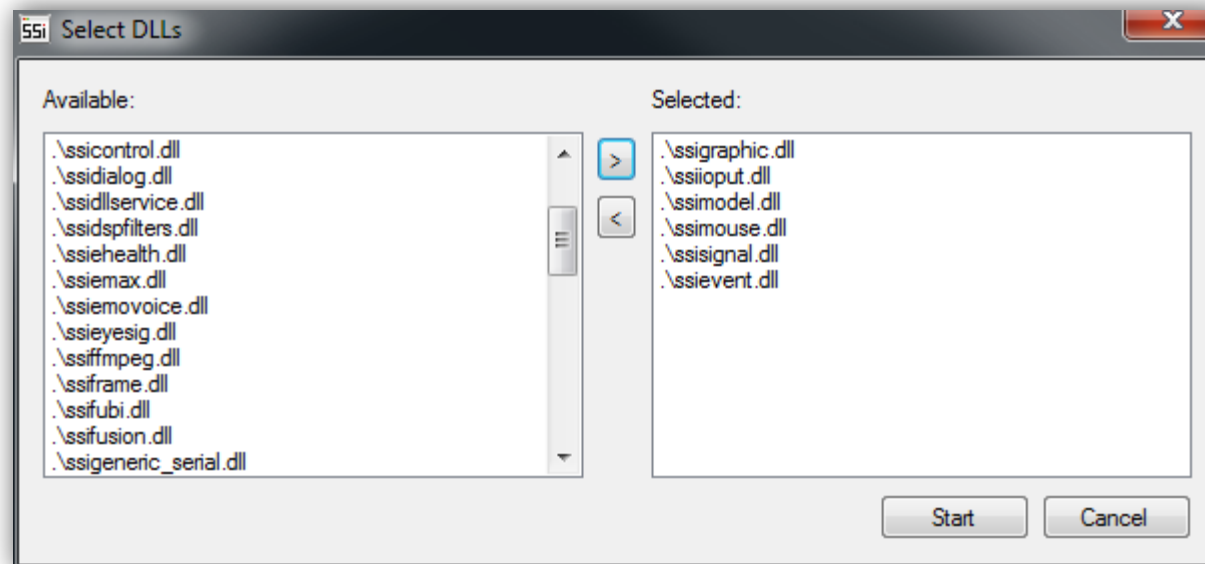 ssi Select DLLs
X
Available:
Selected:
.\ssicontrol.dll
.\ssidialog.dll
.\ssidllservice.dll
.\ssidspfilters.dll
.\ssiehealth.dll
.\ssiemax.dll
.\ssiemovoice.dll
.\ssieyesig.dll
.\ssiffmpeg.dll
.\ssiframe.dll
.\ssifubi.dll
.\ssifusion.dll
.\ssigeneric_serial.dll
>
<
.\ssigraphic.dll
.\ssiioput.dll
.\ssimodel.dll
.\ssimouse.dll
.\ssisignal.dll
.\ssievent.dll
Start
Cancel